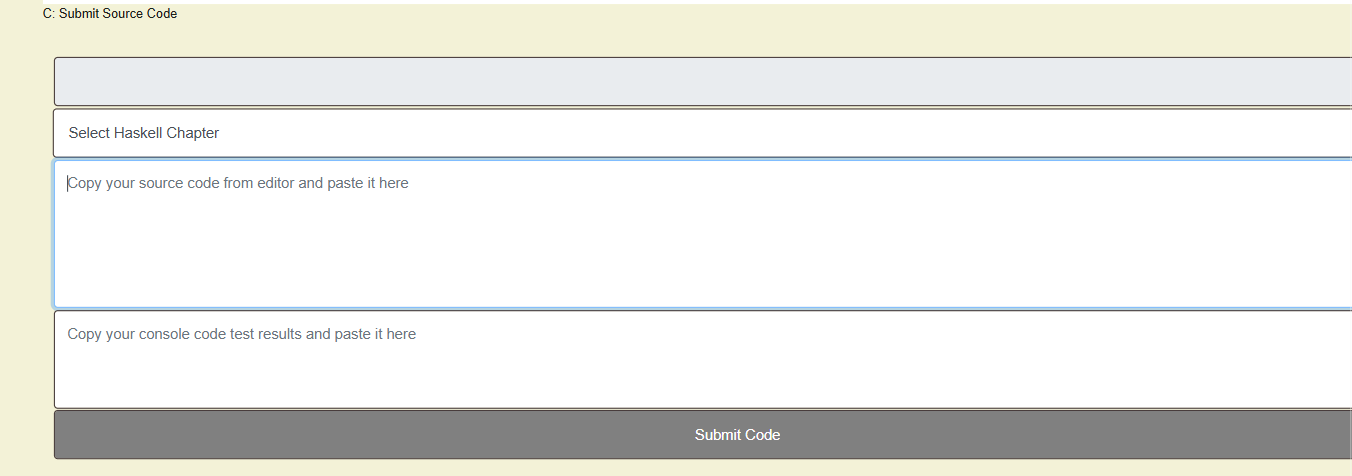 C: Submit Source Code
Select Haskell Chapter
Copy your source code from editor and paste it here
Copy your console code test results and paste it here
Submit Code